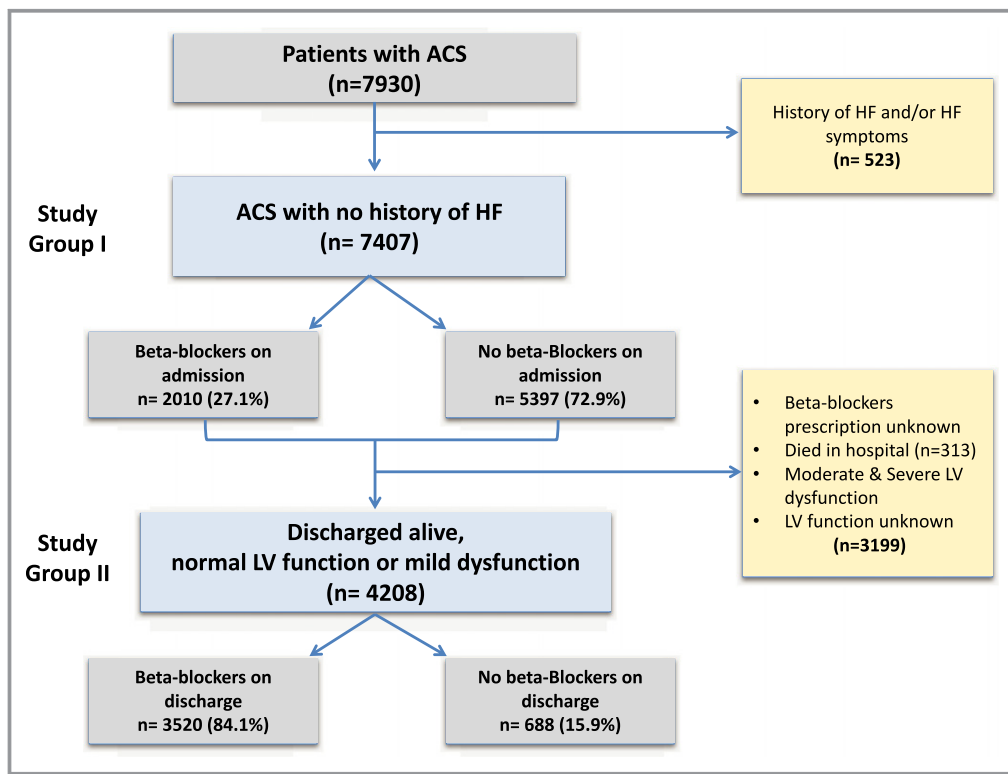 Patients with ACS
(n=7930)
History of HF and/or HF
symptoms
(n= 523)
Study
Group I
ACS with no history of HF
(n= 7407)
Beta-blockers on
admission
n= 2010 (27.1%)
No beta-Blockers on
admission
n= 5397 (72.9%)
• Beta-blockers
prescription unknown
• Died in hospital (n=313)
• Moderate & Severe LV
dysfunction
• LV function unknown
(n=3199)
Study
Group II
Discharged alive,
normal LV function or mild dysfunction
(n= 4208)
Beta-blockers on
discharge
n= 3520 (84.1%)
No beta-Blockers on
discharge
n= 688 (15.9%)